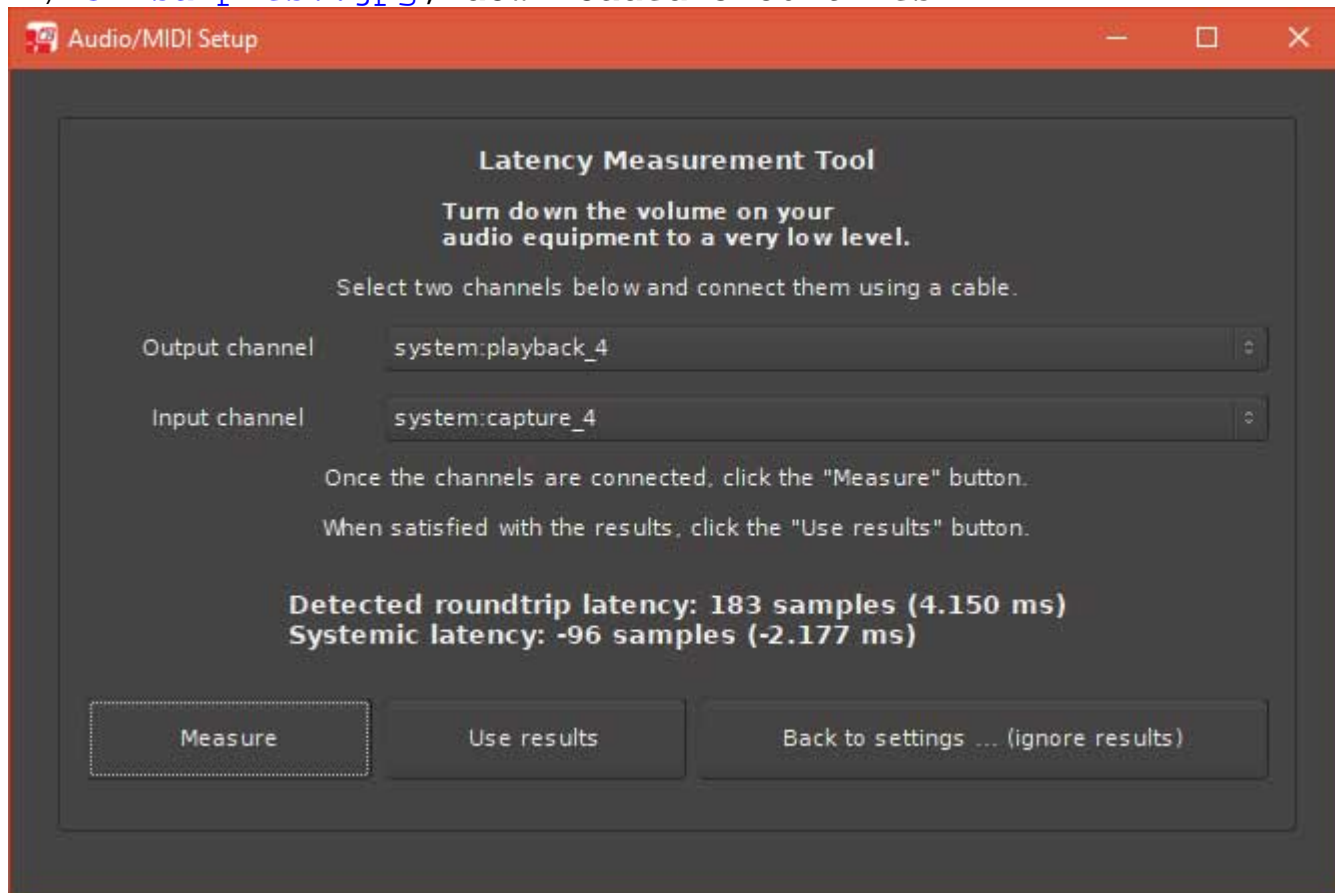 Audio/MIDI Setup
Latency Measurement Tool
Turn down the volume on your
audio equipment to a very low level.
Select two channels below and connect them using a cable.
Output channel system:playback_4
Input channel system:capture_4
Once the channels are connected, click the "Measure" button.
When satisfied with the results, click the "Use results" button.
Detected roundtrip latency: 183 samples (4.150 ms)
Systemic latency: -96 samples (-2.177 ms)
Measure Use results Back to settings ... (ignore results)